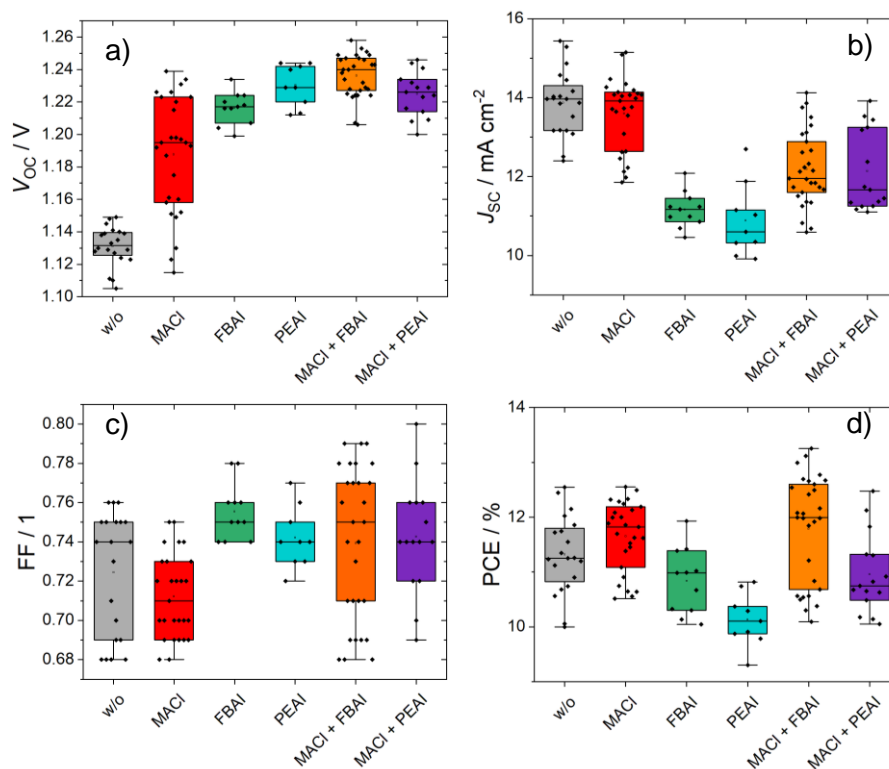 a)
V_OC / V
1.26
1.24
1.22
1.20
1.18
1.16
1.14
1.12
1.10
w/o
MACl
FBAI
PEAI
MACl + FBAI
MACl + PEAI
b)
J_SC / mA cm⁻²
16
14
12
10
w/o
MACl
FBAI
PEAI
MACl + FBAI
MACl + PEAI
c)
FF / 1
0.80
0.78
0.76
0.74
0.72
0.70
0.68
w/o
MACl
FBAI
PEAI
MACl + FBAI
MACl + PEAI
d)
PCE / %
14
12
10
w/o
MACl
FBAI
PEAI
MACl + FBAI
MACl + PEAI